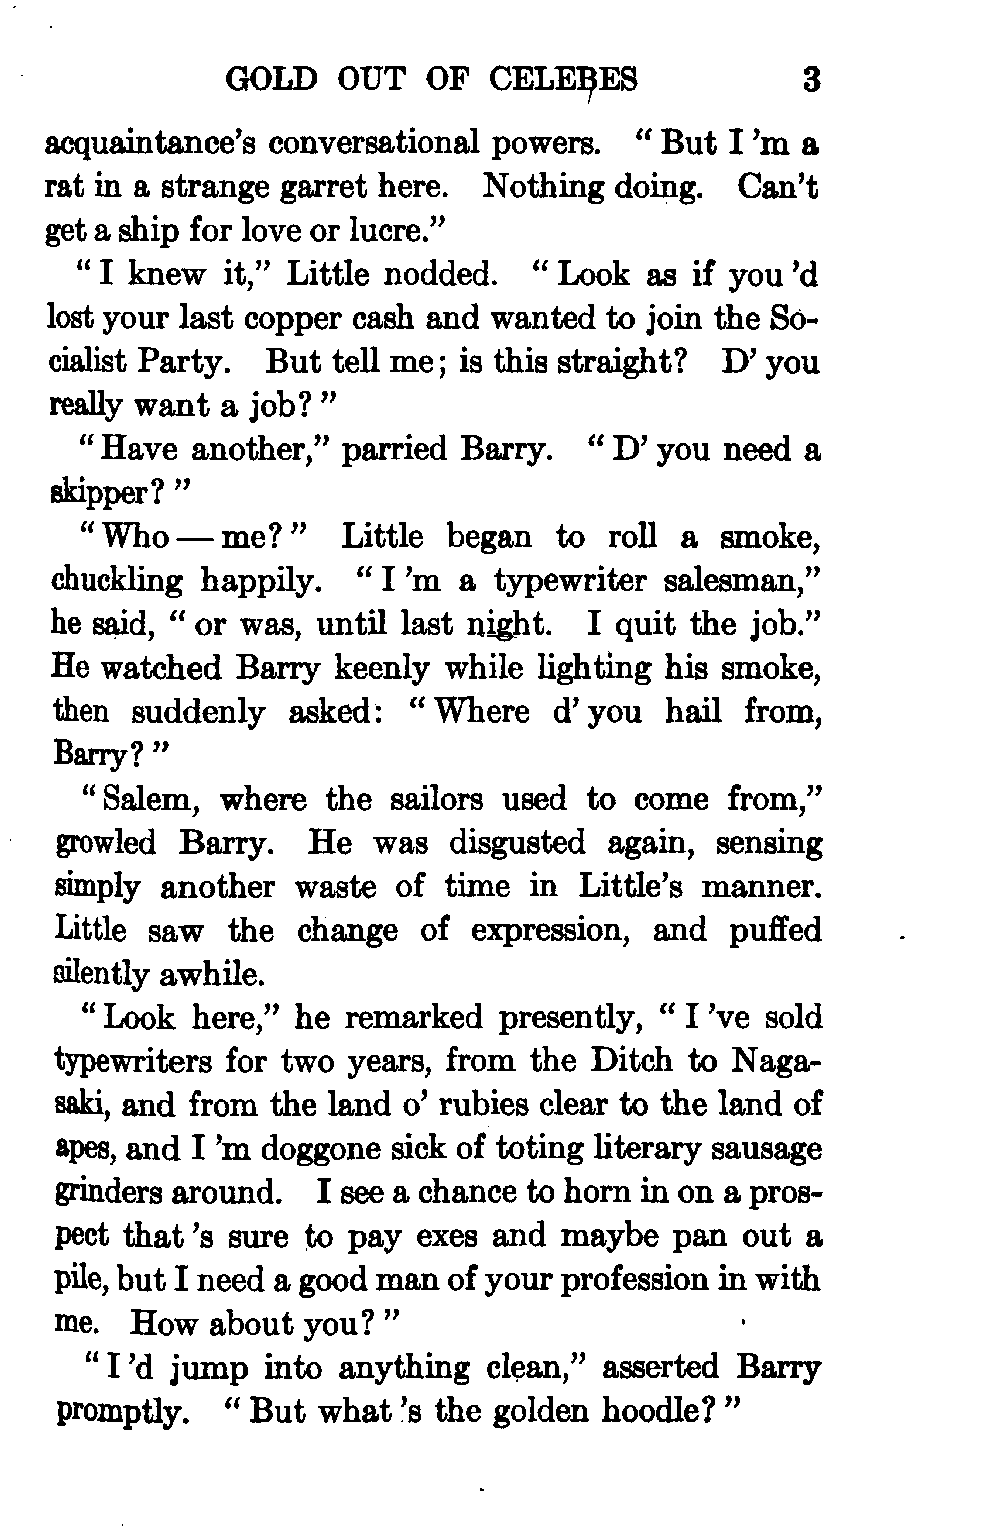 GOLD OUT OF CELEBES 3
acquaintance's conversational powers. "But I 'm a
rat in a strange garret here. Nothing doing. Can't
get a ship for love or lucre."
"I knew it," Little nodded. "Look as if you 'd
lost your last copper cash and wanted to join the So-
cialist Party. But tell me; is this straight? D' you
really want a job?"
"Have another," parried Barry. "D' you need a
skipper?"
"Who — me?" Little began to roll a smoke,
chuckling happily. "I 'm a typewriter salesman,"
he said, "or was, until last night. I quit the job."
He watched Barry keenly while lighting his smoke,
then suddenly asked: "Where d' you hail from,
Barry?"
"Salem, where the sailors used to come from,"
growled Barry. He was disgusted again, sensing
simply another waste of time in Little's manner.
Little saw the change of expression, and puffed
silently awhile.
"Look here," he remarked presently, "I 've sold
typewriters for two years, from the Ditch to Naga-
saki, and from the land o' rubies clear to the land of
apes, and I 'm doggone sick of toting literary sausage
grinders around. I see a chance to horn in on a pros-
pect that 's sure to pay exes and maybe pan out a
pile, but I need a good man of your profession in with
me. How about you?"
"I 'd jump into anything clean," asserted Barry
promptly. "But what 's the golden hoodle?"